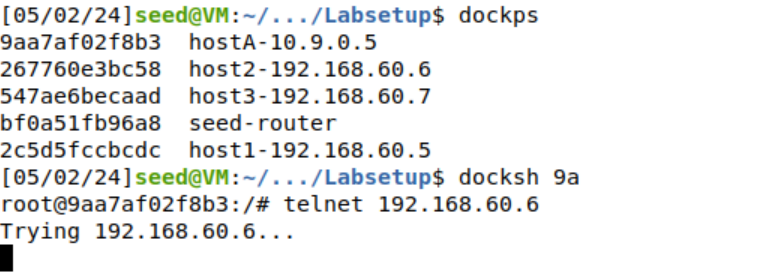 [05/02/24]seed@VM:~/.../Labsetup$ dockps
9aa7af02f8b3  hostA-10.9.0.5
267760e3bc58  host2-192.168.60.6
547ae6becaad  host3-192.168.60.7
bf0a51fb96a8  seed-router
2c5d5fccbcdc  host1-192.168.60.5
[05/02/24]seed@VM:~/.../Labsetup$ docksh 9a
root@9aa7af02f8b3:/# telnet 192.168.60.6
Trying 192.168.60.6...